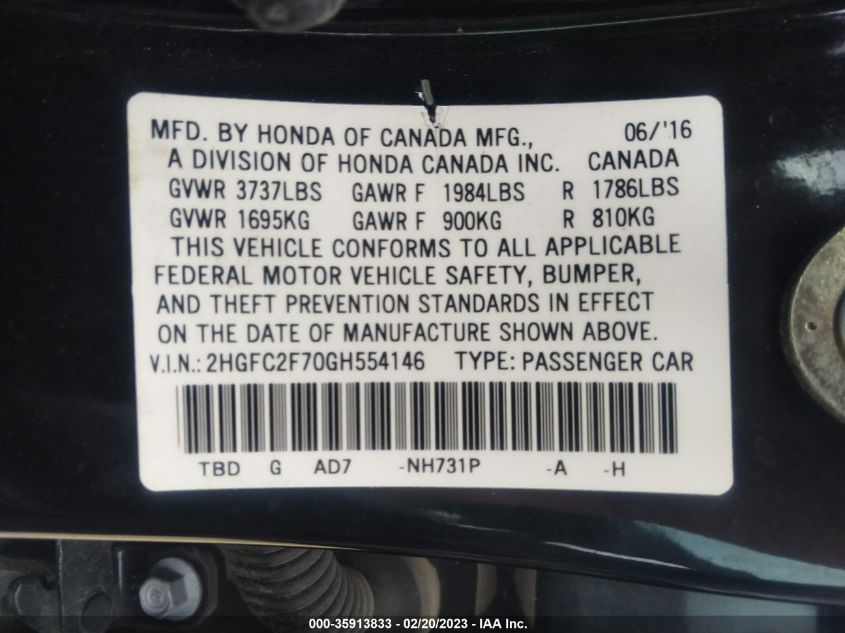 MFD. BY HONDA OF CANADA MFG., 06/'16
A DIVISION OF HONDA CANADA INC. CANADA
GVWR 3737LBS GAWR F 1984LBS R 1786LBS
GVWR 1695KG GAWR F 900KG R 810KG
THIS VEHICLE CONFORMS TO ALL APPLICABLE
FEDERAL MOTOR VEHICLE SAFETY, BUMPER,
AND THEFT PREVENTION STANDARDS IN EFFECT
ON THE DATE OF MANUFACTURE SHOWN ABOVE.
V.I.N.: 2HGFC2F70GH554146 TYPE: PASSENGER CAR
TBD G AD7 -NH731P -A -H
000-35913833 - 02/20/2023 - IAA Inc.